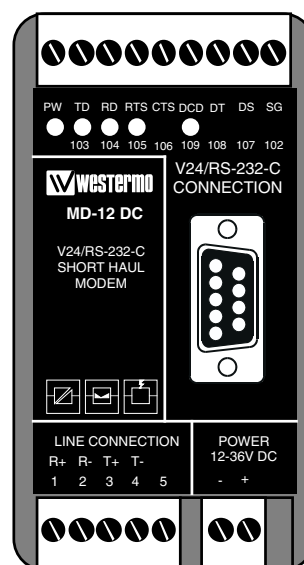 PW TD RD RTS CTS DCD DT DS SG
103 104 105 106 109 108 107 102
westermo
MD-12 DC
V24/RS-232-C
SHORT HAUL
MODEM
V24/RS-232-C
CONNECTION
LINE CONNECTION
R+ R- T+ T-
1 2 3 4 5
POWER
12-36V DC
- +